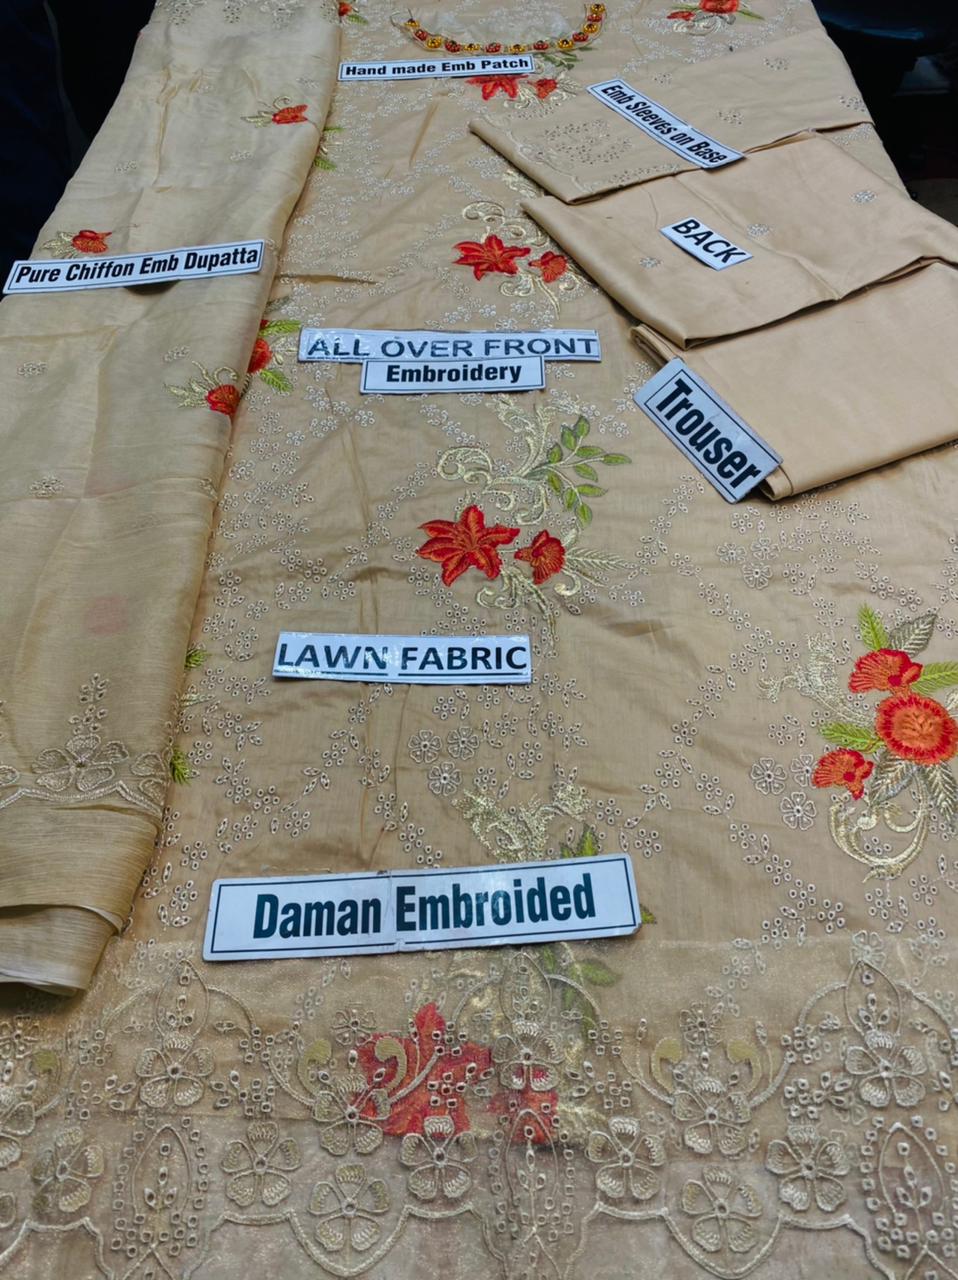 Hand made Emb Patch
Emb Sleeves on Base
BACK
Pure Chiffon Emb Dupatta
ALL OVER FRONT
Embroidery
Trouser
LAWN FABRIC
Daman Embroided